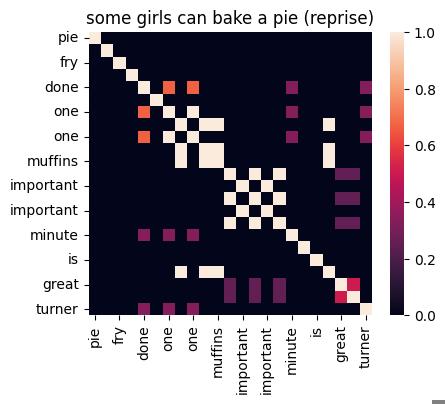 some girls can bake a pie (reprise)
pie
fry
done
one
one
muffins
important
important
minute
is
great
turner
1.0
0.8
0.6
0.4
0.2
0.0
pie
fry
done
one
one
muffins
important
important
minute
is
great
turner